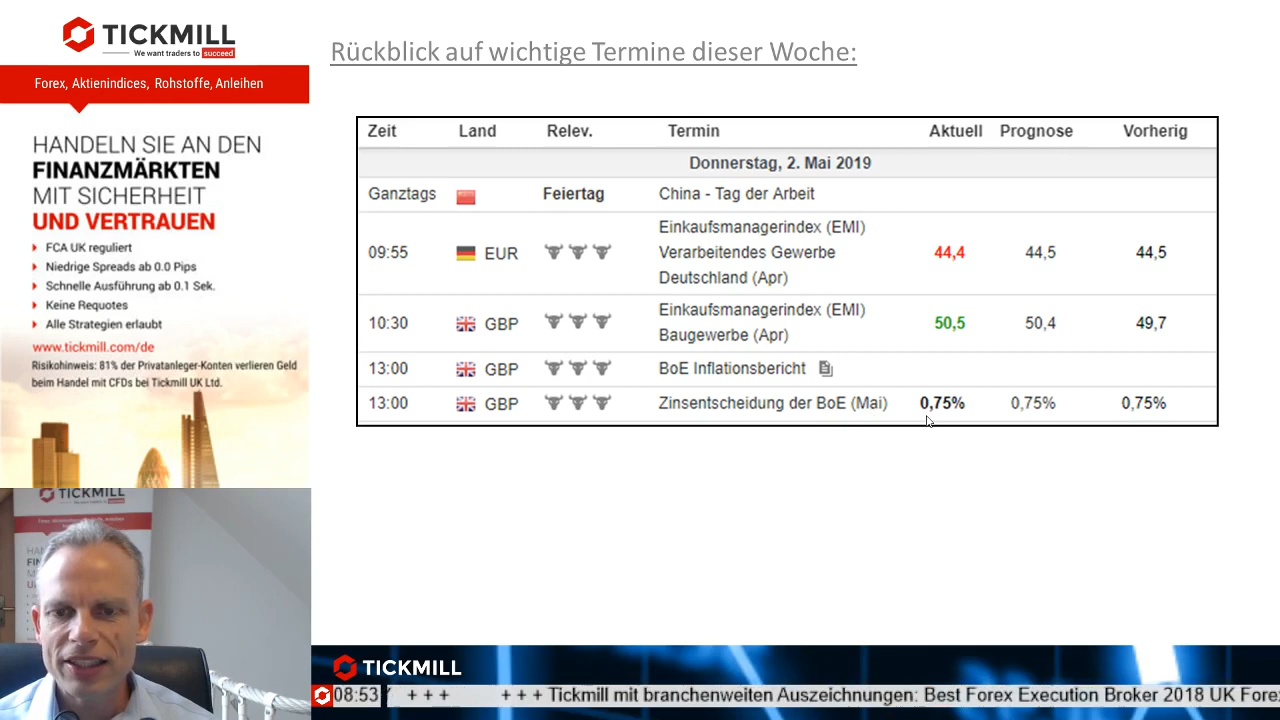 TICKMILL
We want traders to succeed
Forex, Aktienindices, Rohstoffe, Anleihen
HANDELN SIE AN DEN
FINANZMÄRKTEN
MIT SICHERHEIT
UND VERTRAUEN
FCA UK reguliert
Niedrige Spreads ab 0.0 Pips
Schnelle Ausführung ab 0.1 Sek.
Keine Requotes
Alle Strategien erlaubt
www.tickmill.com/de
Risikohinweis: 81% der Privatanleger-Konten verlieren Geld
beim Handel mit CFDs bei Tickmill UK Ltd.
TICKMILL
Rückblick auf wichtige Termine dieser Woche:
Zeit Land Relev. Termin Aktuell Prognose Vorherig
Donnerstag, 2. Mai 2019
Ganztags Feiertag China - Tag der Arbeit
Einkaufsmanagerindex (EMI)
09:55 EUR Verarbeitendes Gewerbe 44,4 44,5 44,5
Deutschland (Apr)
Einkaufsmanagerindex (EMI)
10:30 GBP Baugewerbe (Apr) 50,5 50,4 49,7
13:00 GBP BoE Inflationsbericht
13:00 GBP Zinsentscheidung der BoE (Mai) 0,75% 0,75% 0,75%
TICKMILL
08:53 + + + + + + Tickmill mit branchenweiten Auszeichnungen: Best Forex Execution Broker 2018 UK Fore